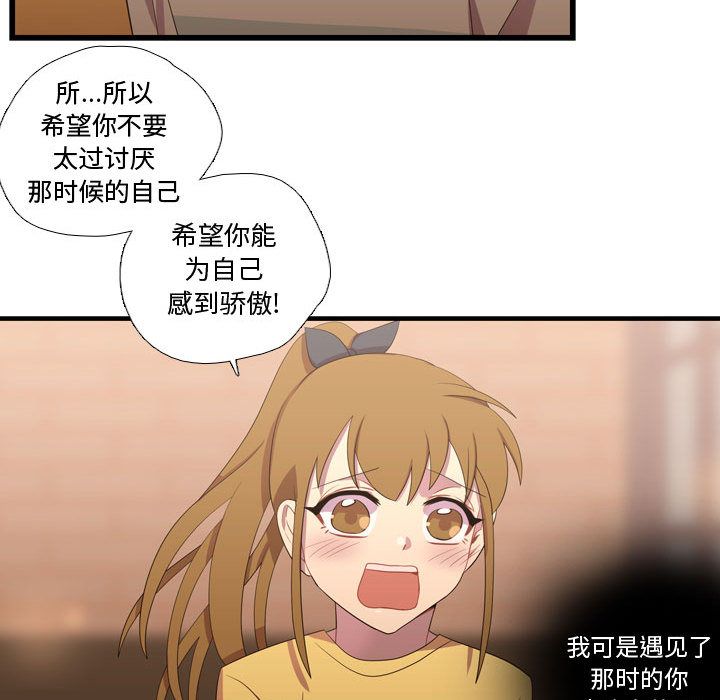 所...所以
希望你不要
太过讨厌
那时候的自己
希望你能
为自己
感到骄傲!
我可是遇见了
那时的你